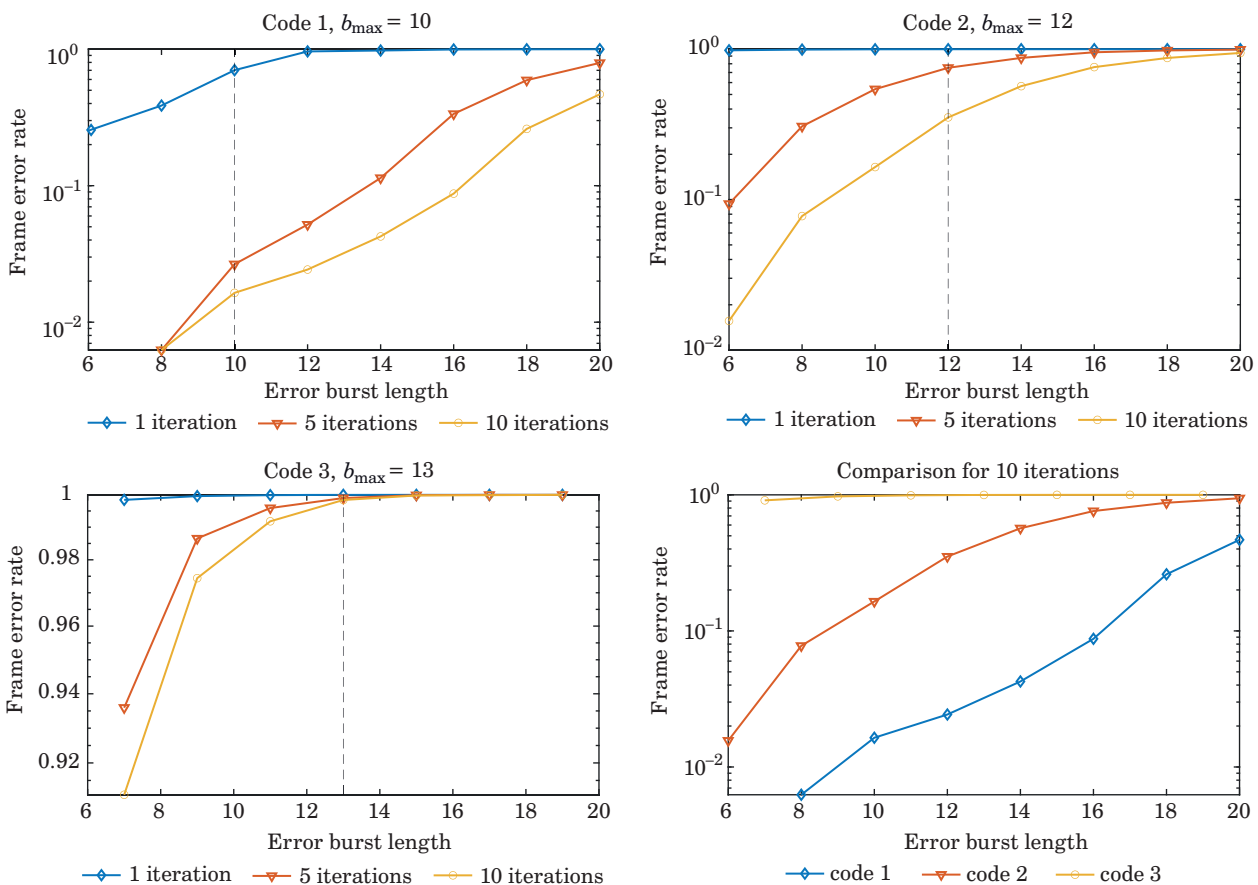 Code 1, b_max = 10
Frame error rate
10^0
10^-1
10^-2
6 8 10 12 14 16 18 20
Error burst length
1 iteration 5 iterations 10 iterations
Code 2, b_max = 12
Frame error rate
10^0
10^-1
10^-2
6 8 10 12 14 16 18 20
Error burst length
1 iteration 5 iterations 10 iterations
Code 3, b_max = 13
Frame error rate
1
0.98
0.96
0.94
0.92
6 8 10 12 14 16 18 20
Error burst length
1 iteration 5 iterations 10 iterations
Comparison for 10 iterations
Frame error rate
10^0
10^-1
10^-2
6 8 10 12 14 16 18 20
Error burst length
code 1 code 2 code 3